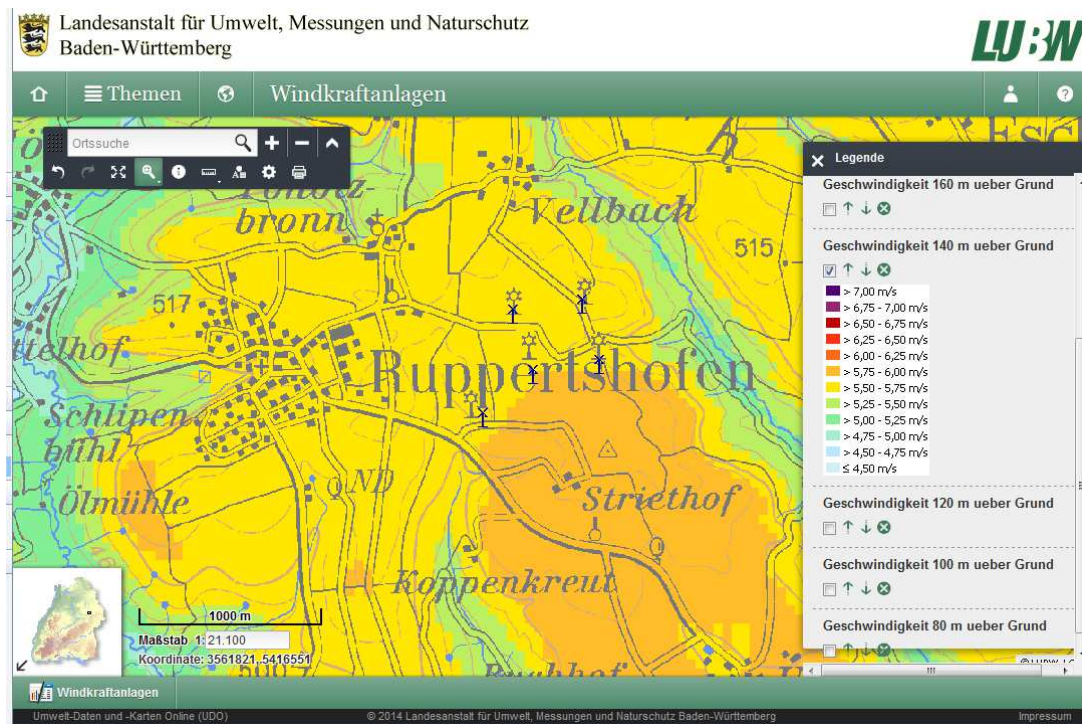 Landesanstalt für Umwelt, Messungen und Naturschutz
Baden-Württemberg
LUBW
Themen
Windkraftanlagen
Ortssuche
bronn
Vellbach
515
517
Ruppertshofen
Schlipen
bühl
Ölmühle
ND
Striethof
Koppenkreut
Legende
Geschwindigkeit 160 m ueber Grund
Geschwindigkeit 140 m ueber Grund
> 7,00 m/s
> 6,75 - 7,00 m/s
> 6,50 - 6,75 m/s
> 6,25 - 6,50 m/s
> 6,00 - 6,25 m/s
> 5,75 - 6,00 m/s
> 5,50 - 5,75 m/s
> 5,25 - 5,50 m/s
> 5,00 - 5,25 m/s
> 4,75 - 5,00 m/s
> 4,50 - 4,75 m/s
≤ 4,50 m/s
Geschwindigkeit 120 m ueber Grund
Geschwindigkeit 100 m ueber Grund
Geschwindigkeit 80 m ueber Grund
1000 m
Maßstab 1: 21.100
Koordinate: 3561821, 5416551
Windkraftanlagen
Umwelt-Daten und -Karten Online (UDO)
© 2014 Landesanstalt für Umwelt, Messungen und Naturschutz Baden-Württemberg
Impressum